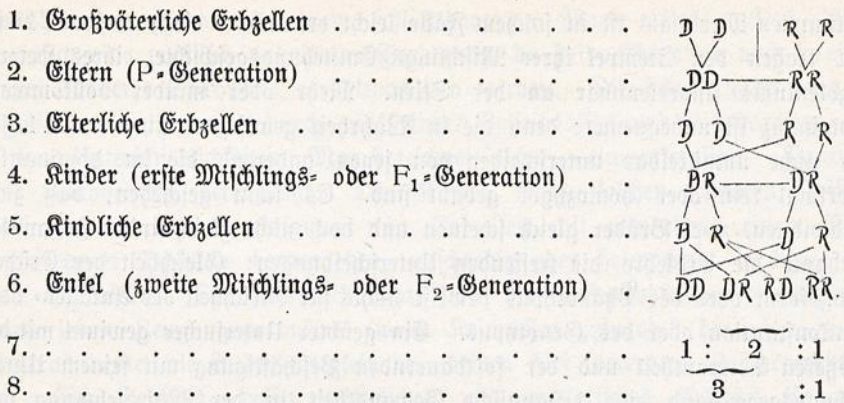 1. Großväterliche Erbzellen . . . . . . . . . D D R R
2. Eltern (P-Generation) . . . . . . . . . DD—RR
3. Elterliche Erbzellen . . . . . . . . . . D D R R
4. Kinder (erste Mischlings- oder F₁-Generation) . . DR—DR
5. Kindliche Erbzellen . . . . . . . . . . D R D R
6. Enkel (zweite Mischlings- oder F₂-Generation) . DD DR RD RR.
7. . . . . . . . . . . . . . . . . . . . 1 : 2 : 1
8. . . . . . . . . . . . . . . . . . . . 3 : 1